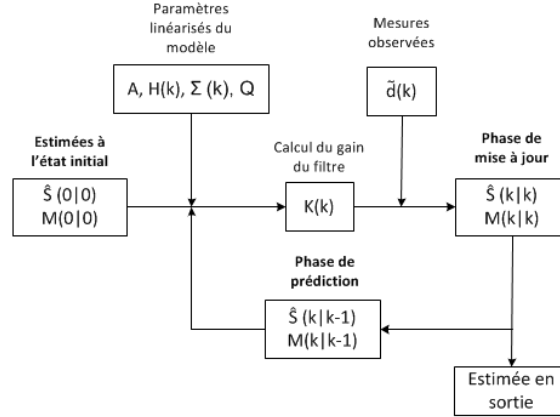 Paramètres
linéarisés du
modèle
Mesures
observées
A, H(k), Σ (k), Q
d̃(k)
Estimées à
l'état initial
Calcul du gain
du filtre
Phase de
mise à jour
Ŝ (0|0)
M(0|0)
K(k)
Ŝ (k|k)
M(k|k)
Phase de
prédiction
Ŝ (k|k-1)
M(k|k-1)
Estimée en
sortie